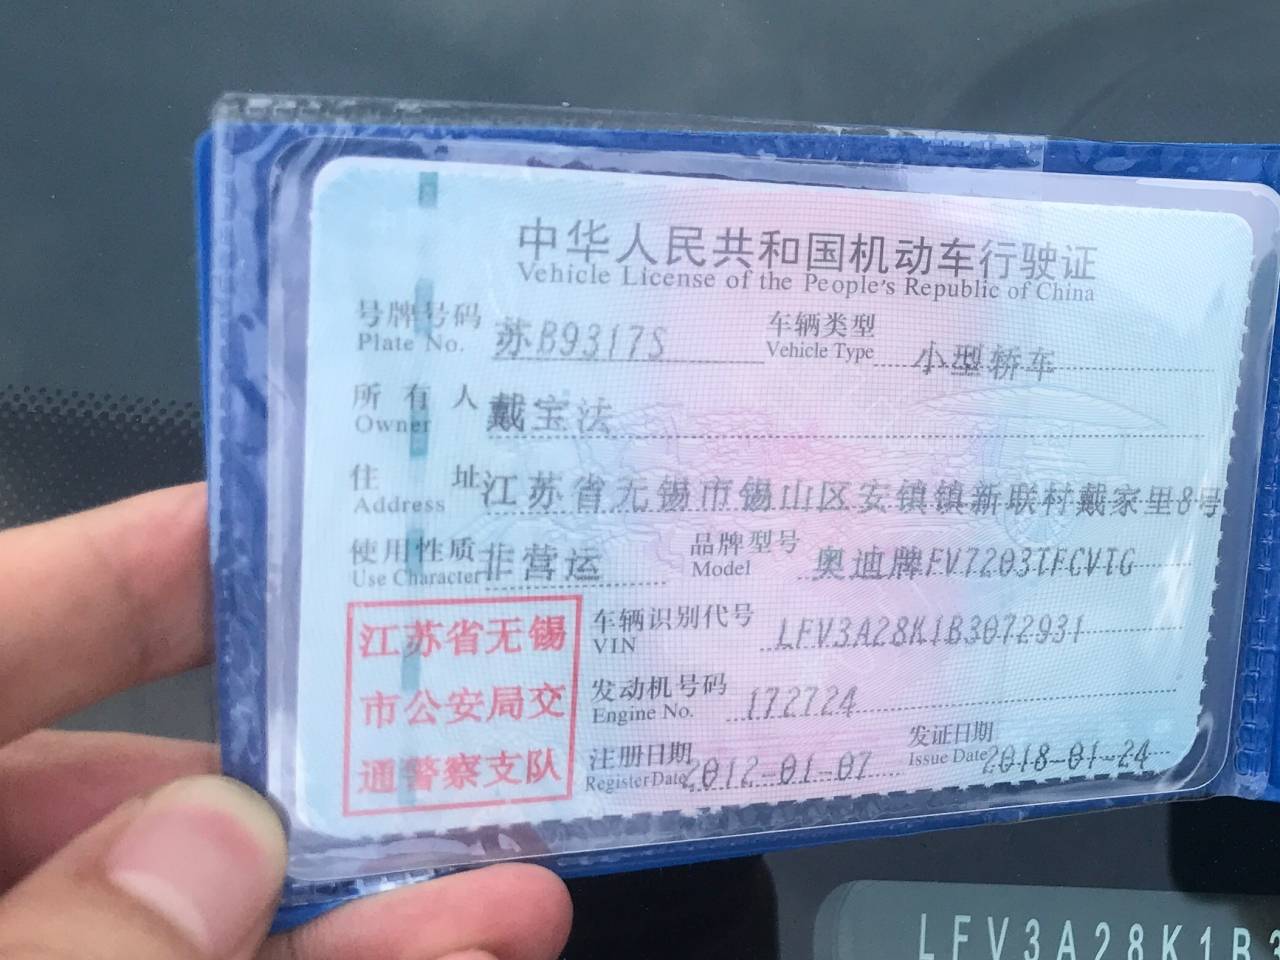 中华人民共和国机动车行驶证
Vehicle License of the People's Republic of China
号牌号码 苏B9317S 车辆类型 小型轿车
Plate No. Vehicle Type
所有人 戴宝法
Owner
住址 江苏省无锡市锡山区安镇镇新联村戴家里8号
Address
使用性质 非营运 品牌型号 奥迪牌FV7203TFCVTG
Use Character Model
江苏省无锡
市公安局交
通警察支队
车辆识别代号 LFV3A28K1B3072931
VIN
发动机号码 172724
Engine No.
注册日期 2012-01-07 发证日期 2018-01-24
Register Date Issue Date
LFV3A28K1B3